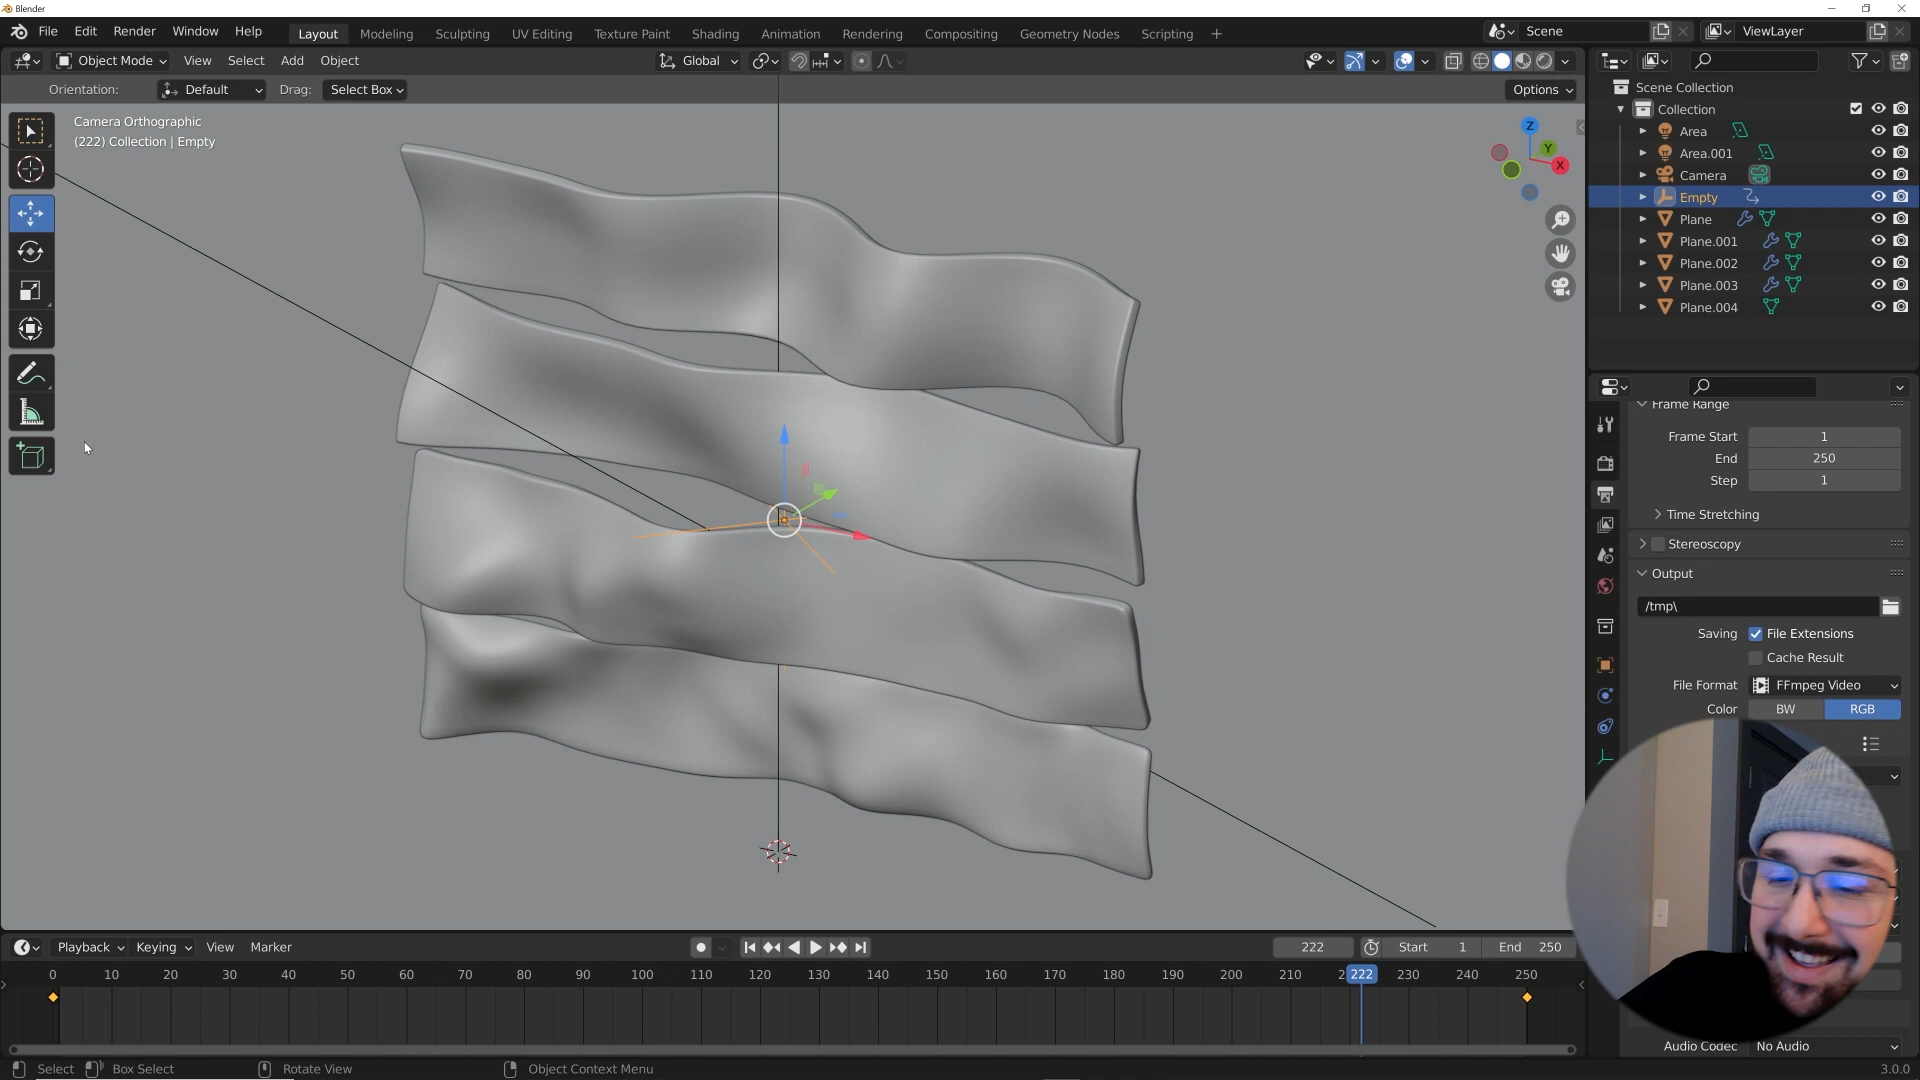 Blender
File Edit Render Window Help Layout Modeling Sculpting UV Editing Texture Paint Shading Animation Rendering Compositing Geometry Nodes Scripting + Scene ViewLayer
Object Mode View Select Add Object Global
Orientation: Default Drag: Select Box Options
Camera Orthographic
(222) Collection | Empty
Z
Y
X
Scene Collection
Collection
Area
Area.001
Camera
Empty
Plane
Plane.001
Plane.002
Plane.003
Plane.004
Frame Range
Frame Start 1
End 250
Step 1
Time Stretching
Stereoscopy
Output
/tmp\
Saving File Extensions
Cache Result
File Format FFmpeg Video
Color BW RGB
Audio Codec No Audio
Playback Keying View Marker 222 Start 1 End 250
0 10 20 30 40 50 60 70 80 90 100 110 120 130 140 150 160 170 180 190 200 210 222 230 240 250
Select Box Select Rotate View Object Context Menu 3.0.0